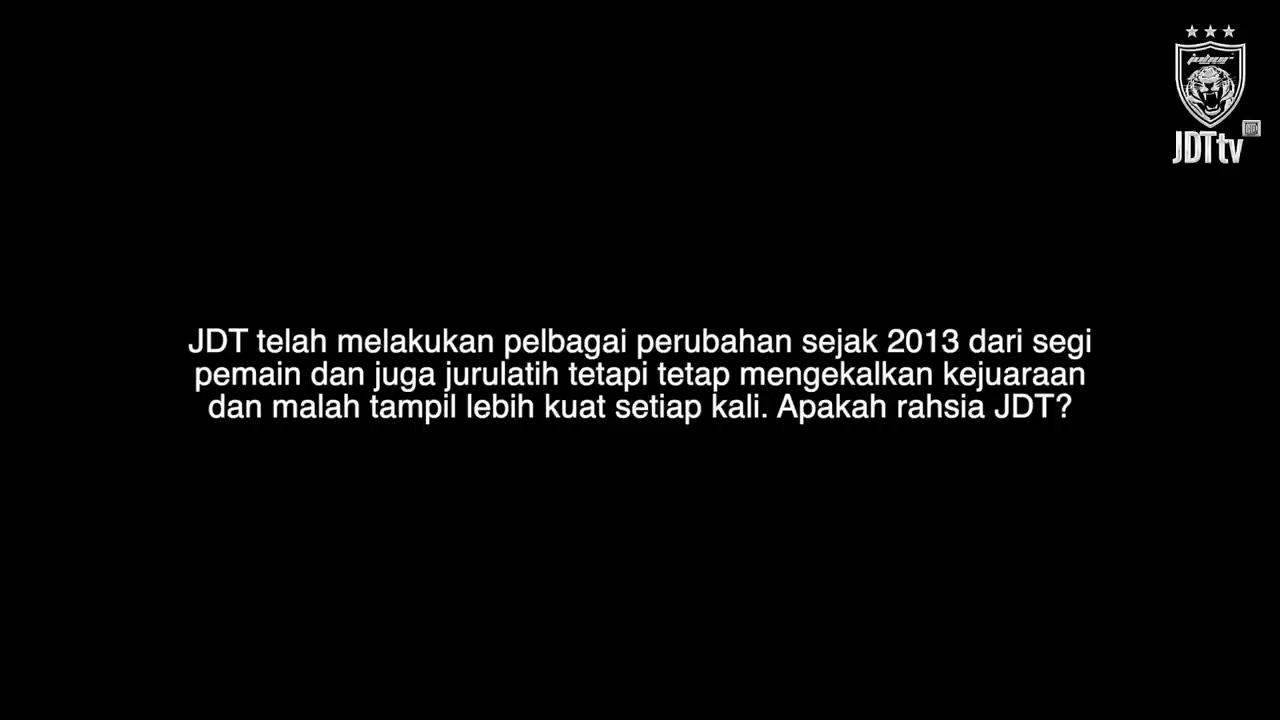 JDTtv
JDT telah melakukan pelbagai perubahan sejak 2013 dari segi
pemain dan juga jurulatih tetapi tetap mengekalkan kejuaraan
dan malah tampil lebih kuat setiap kali. Apakah rahsia JDT?